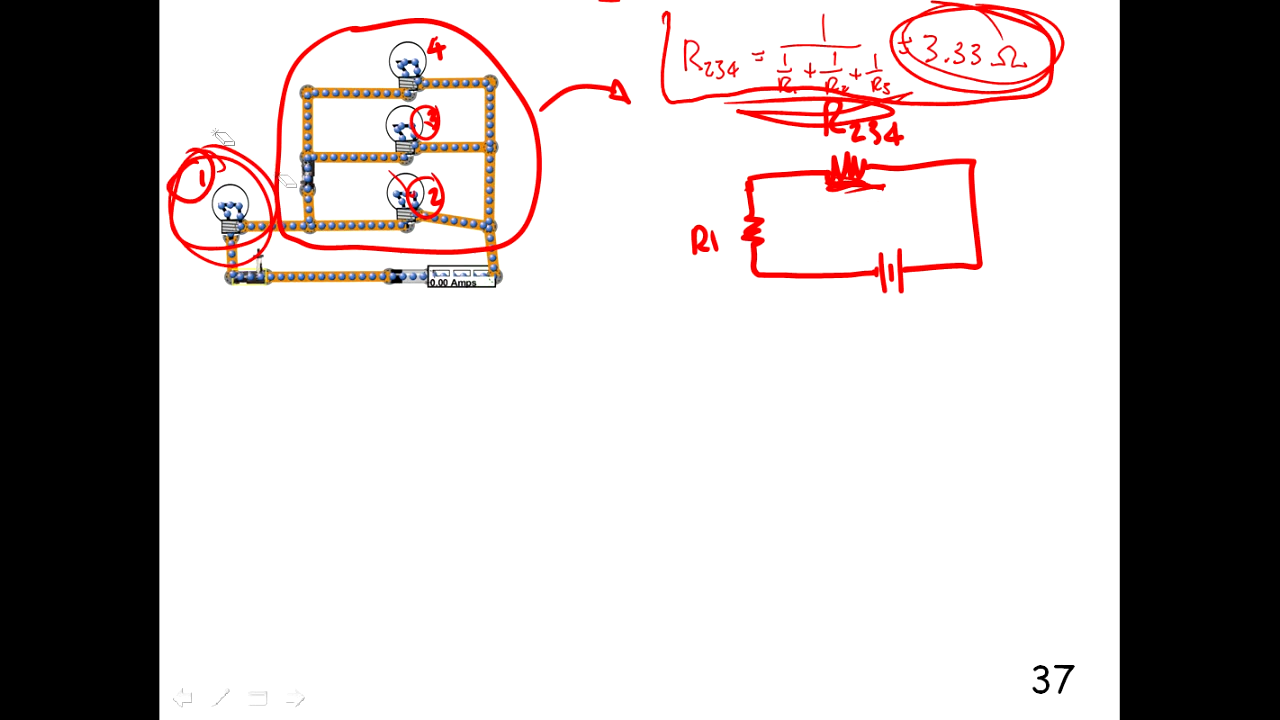 R234 = 1 / (1/R1 + 1/R2 + 1/R3) = 3.33 Ω
4
3
2
1
R234
R1
0.00 Amps
37